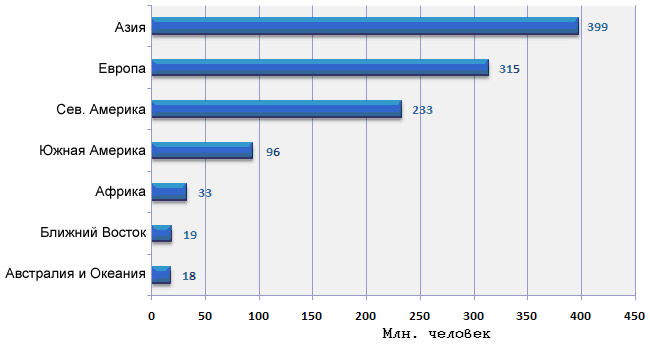 Азия 399
Европа 315
Сев. Америка 233
Южная Америка 96
Африка 33
Ближний Восток 19
Австралия и Океания 18
0 50 100 150 200 250 300 350 400 450
Млн. человек